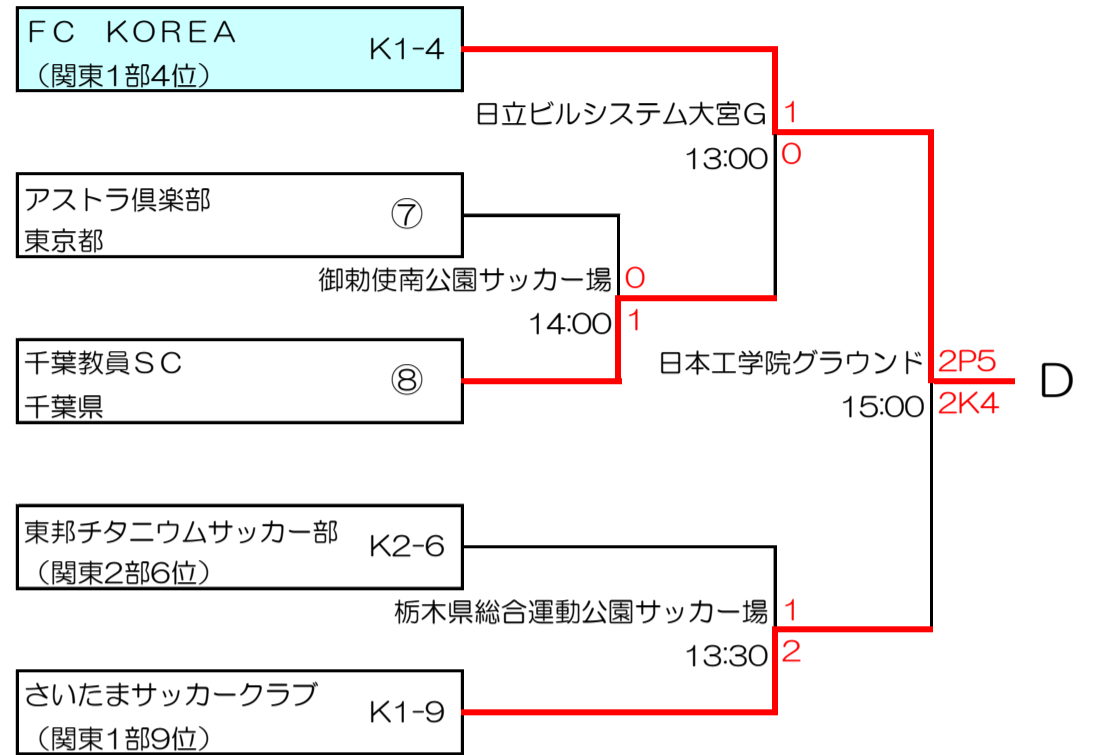 ＦＣ　ＫＯＲＥＡ
（関東1部4位）
K1-4
日立ビルシステム大宮G
1
13:00
0
アストラ倶楽部
東京都
⑦
御勅使南公園サッカー場
0
14:00
1
千葉教員ＳＣ
千葉県
⑧
日本工学院グラウンド
2P5
15:00
2K4
D
東邦チタニウムサッカー部
（関東2部6位）
K2-6
栃木県総合運動公園サッカー場
1
13:30
2
さいたまサッカークラブ
（関東1部9位）
K1-9